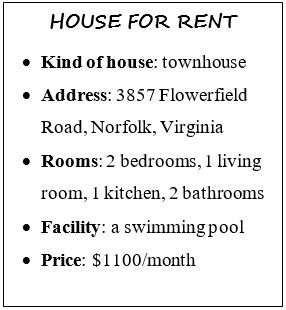 HOUSE FOR RENT
• Kind of house: townhouse
• Address: 3857 Flowerfield
Road, Norfolk, Virginia
• Rooms: 2 bedrooms, 1 living
room, 1 kitchen, 2 bathrooms
• Facility: a swimming pool
• Price: $1100/month